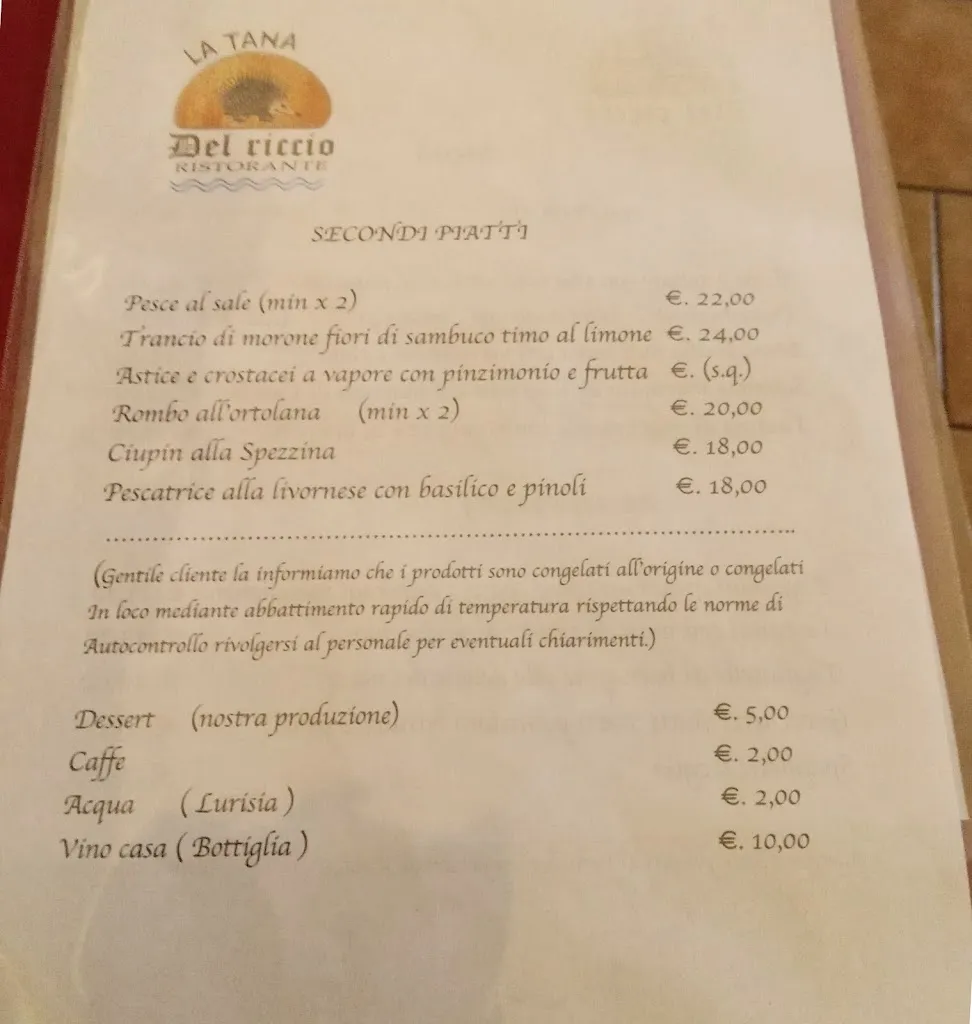 LA TANA
Del riccio
RISTORANTE
SECONDI PIATTI
Pesce al sale (min x 2) €. 22,00
Trancio di morone fiori di sambuco timo al limone €. 24,00
Astice e crostacei a vapore con pinzimonio e frutta €. (s.q.)
Rombo all'ortolana (min x 2) €. 20,00
Ciupin alla Spezzina €. 18,00
Pescatrice alla livornese con basilico e pinoli €. 18,00
(Gentile cliente la informiamo che i prodotti sono congelati all'origine o congelati
In loco mediante abbattimento rapido di temperatura rispettando le norme di
Autocontrollo rivolgersi al personale per eventuali chiarimenti.)
Dessert (nostra produzione) €. 5,00
Caffe €. 2,00
Acqua ( Lurisia ) €. 2,00
Vino casa ( Bottiglia ) €. 10,00